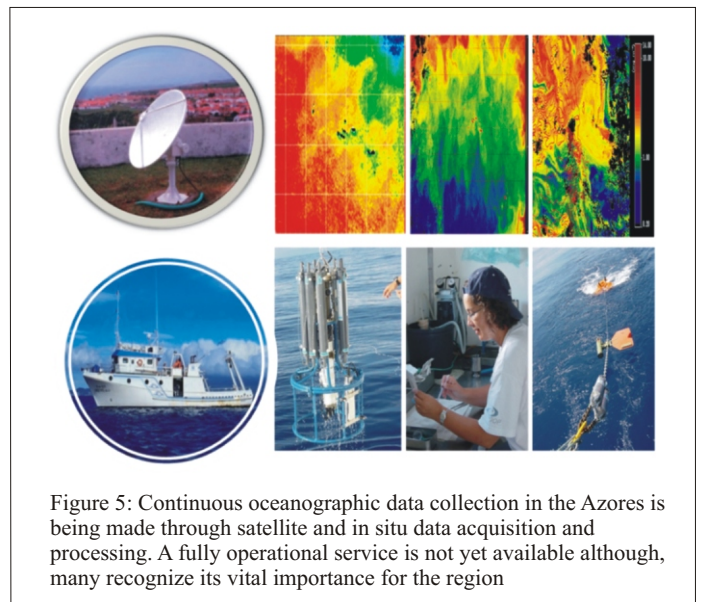 Figure 5: Continuous oceanographic data collection in the Azores is
being made through satellite and in situ data acquisition and
processing. A fully operational service is not yet available although,
many recognize its vital importance for the region